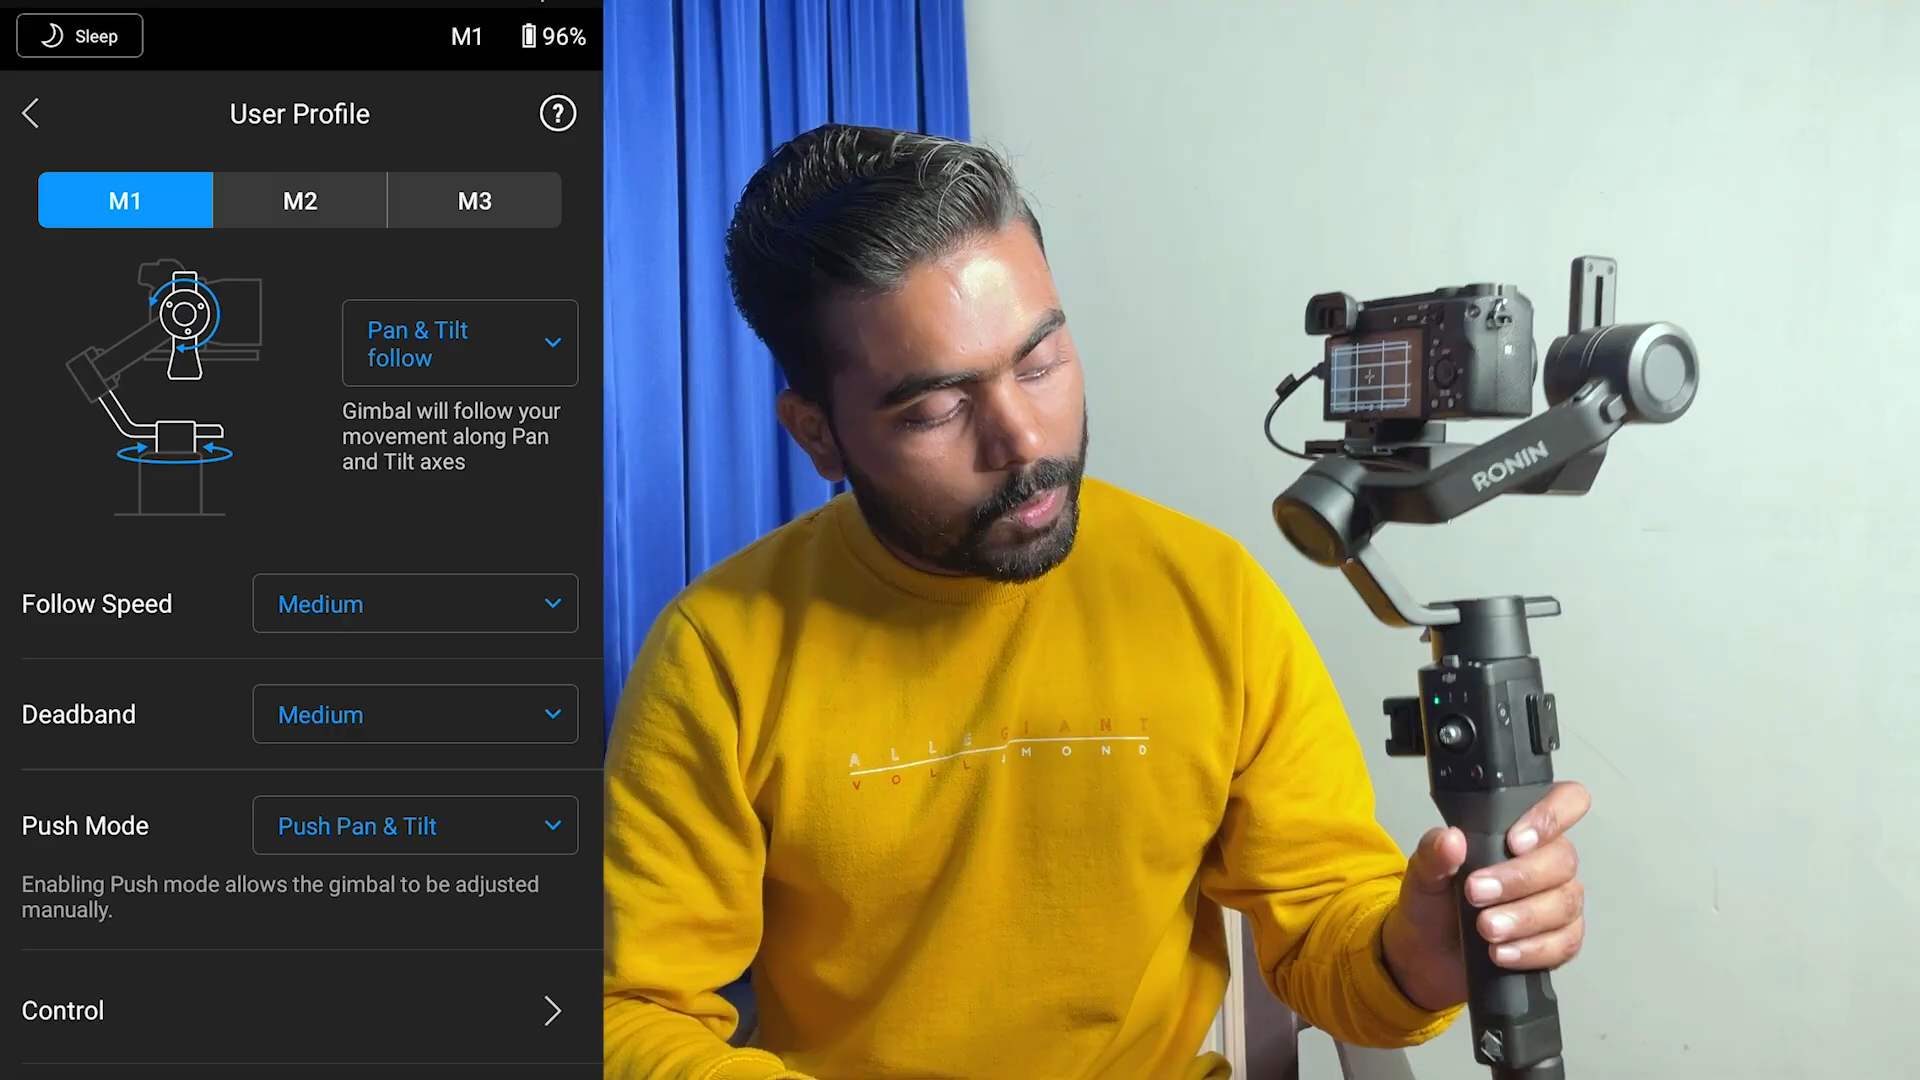 Sleep
M1
96%
User Profile
?
M1
M2
M3
Pan & Tilt
follow
Gimbal will follow your
movement along Pan
and Tilt axes
Follow Speed
Medium
Deadband
Medium
Push Mode
Push Pan & Tilt
Enabling Push mode allows the gimbal to be adjusted
manually.
Control
RONIN
ALLEGIANT